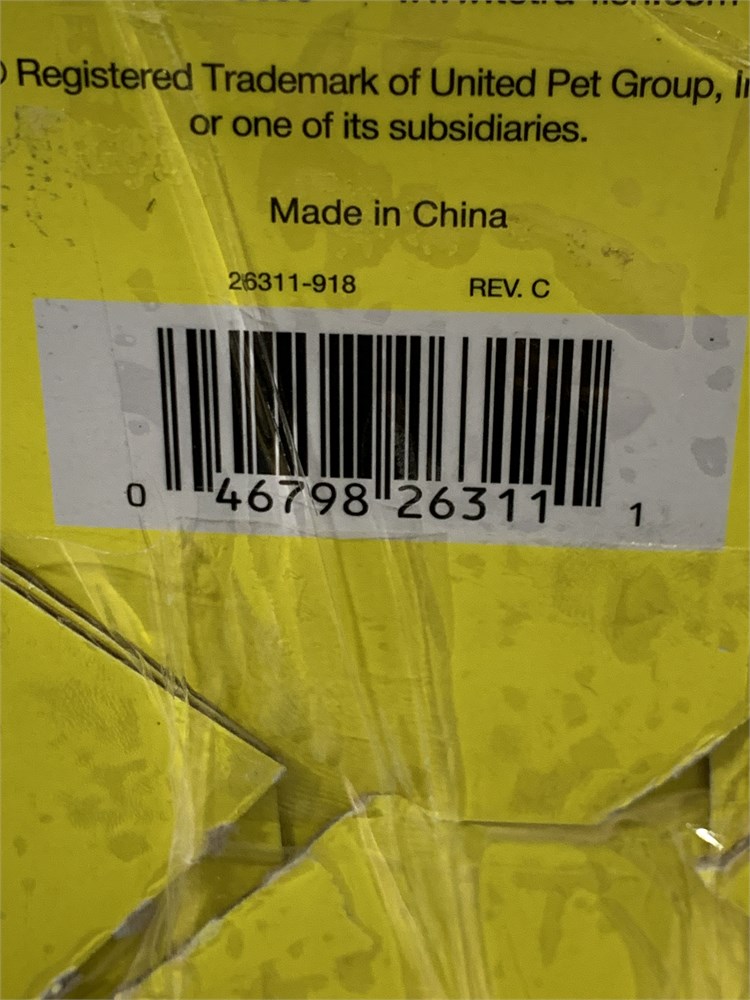 Registered Trademark of United Pet Group,
or one of its subsidiaries.
Made in China
26311-918 REV. C
0 46798 26311 1